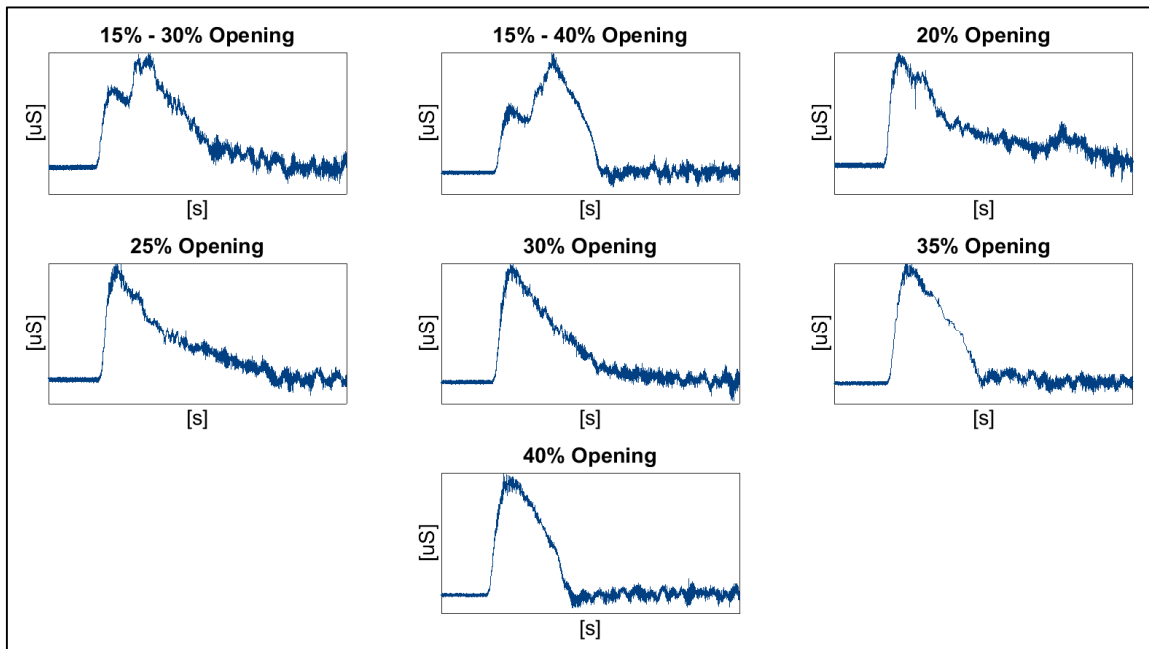 15% - 30% Opening
[uS]
[s]
15% - 40% Opening
[uS]
[s]
20% Opening
[uS]
[s]
25% Opening
[uS]
[s]
30% Opening
[uS]
[s]
35% Opening
[uS]
[s]
40% Opening
[uS]
[s]